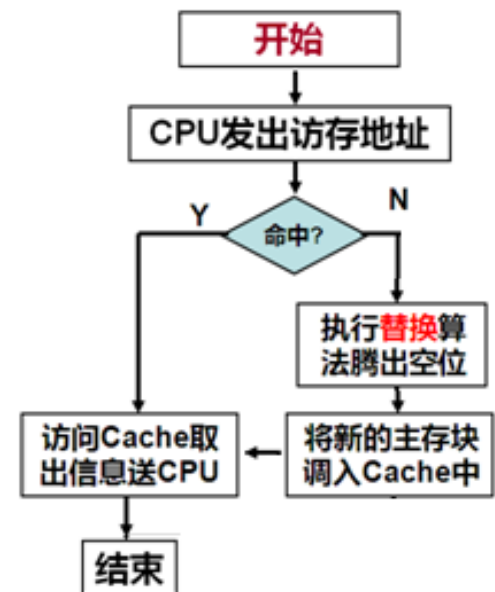 开始
CPU发出访存地址
命中?
Y
N
执行替换算
法腾出空位
访问Cache取
出信息送CPU
将新的主存块
调入Cache中
结束